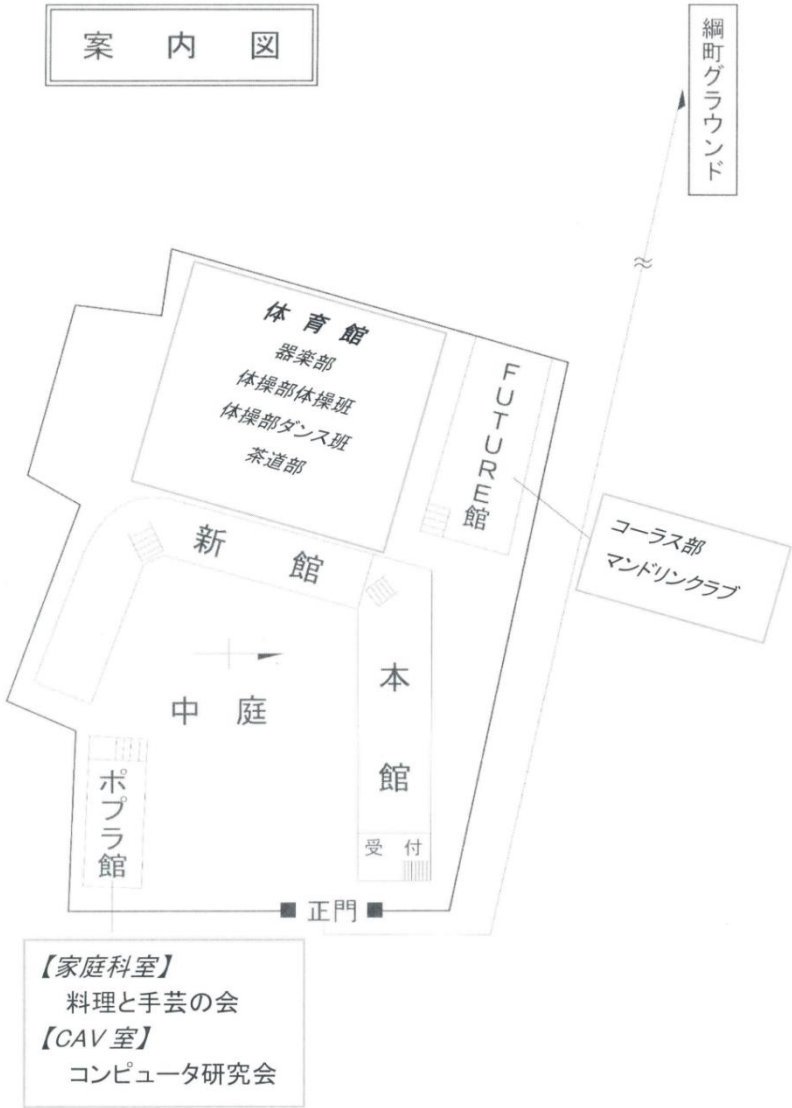 案内図
綱町グラウンド
体育館
器楽部
体操部体操班
体操部ダンス班
茶道部
FUTURE館
コーラス部
マンドリンクラブ
新館
本館
中庭
ポプラ館
受付
正門
【家庭科室】
料理と手芸の会
【CAV室】
コンピュータ研究会